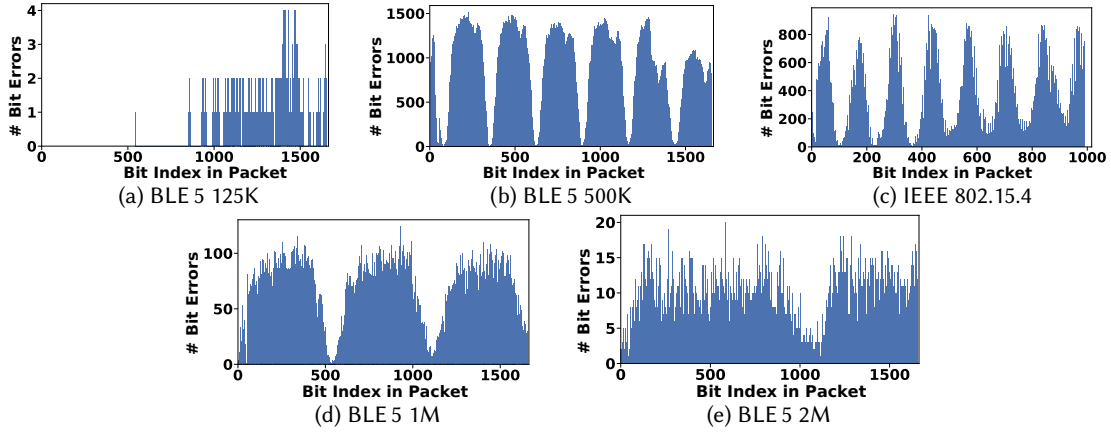 # Bit Errors
4
3
2
1
0
0 500 1000 1500
Bit Index in Packet
(a) BLE 5 125K
# Bit Errors
1500
1000
500
0
0 500 1000 1500
Bit Index in Packet
(b) BLE 5 500K
# Bit Errors
800
600
400
200
0
0 200 400 600 800 1000
Bit Index in Packet
(c) IEEE 802.15.4
# Bit Errors
100
50
0
0 500 1000 1500
Bit Index in Packet
(d) BLE 5 1M
# Bit Errors
20
15
10
5
0
0 500 1000 1500
Bit Index in Packet
(e) BLE 5 2M